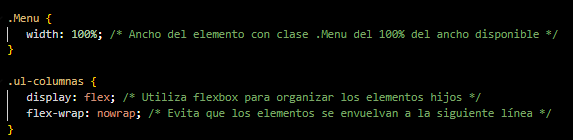 .Menu {
width: 100%; /* Ancho del elemento con clase .Menu del 100% del ancho disponible */
}
.ul-columnas {
display: flex; /* Utiliza flexbox para organizar los elementos hijos */
flex-wrap: nowrap; /* Evita que los elementos se envuelvan a la siguiente línea */
}